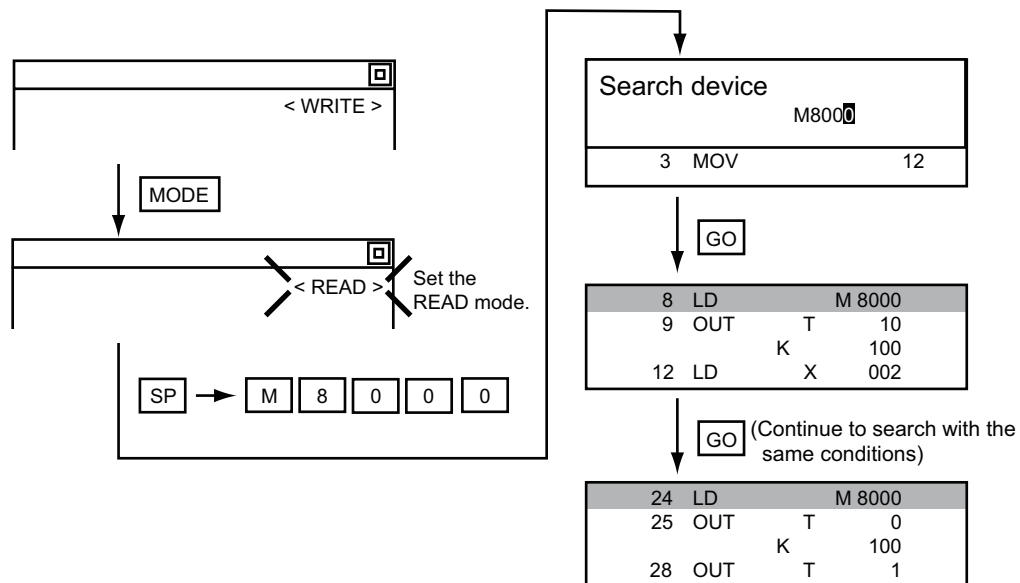 < WRITE >
MODE
< READ >
Set the
READ mode.
SP M 8 0 0 0
Search device
M8000
3 MOV 12
GO
8 LD M 8000
9 OUT T 10
K 100
12 LD X 002
GO (Continue to search with the
same conditions)
24 LD M 8000
25 OUT T 0
K 100
28 OUT T 1